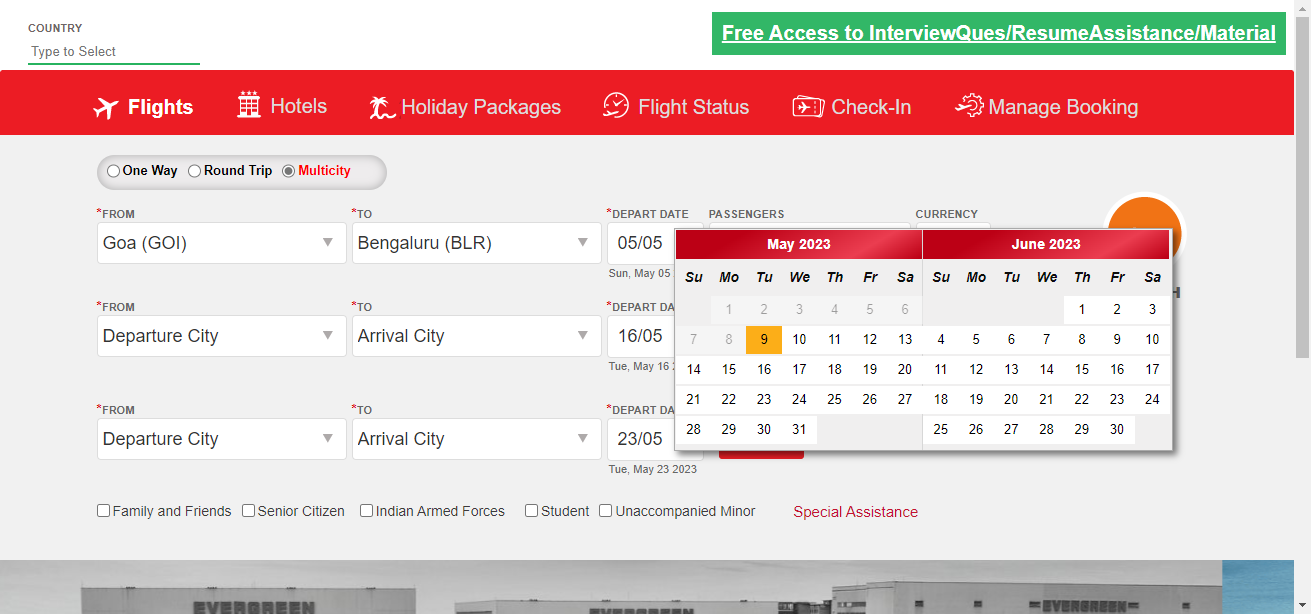 COUNTRY
Type to Select
Free Access to InterviewQues/ResumeAssistance/Material
Flights Hotels Holiday Packages Flight Status Check-In Manage Booking
One Way Round Trip Multicity
*FROM *TO *DEPART DATE PASSENGERS CURRENCY
Goa (GOI) Bengaluru (BLR) 05/05
Sun, May 05
May 2023 June 2023
Su Mo Tu We Th Fr Sa Su Mo Tu We Th Fr Sa
1 2 3 4 5 6 1 2 3
7 8 9 10 11 12 13 4 5 6 7 8 9 10
14 15 16 17 18 19 20 11 12 13 14 15 16 17
21 22 23 24 25 26 27 18 19 20 21 22 23 24
28 29 30 31 25 26 27 28 29 30
H
*FROM *TO *DEPART DA
Departure City Arrival City 16/05
Tue, May 16 2
*FROM *TO *DEPART DA
Departure City Arrival City 23/05
Tue, May 23 2023
Family and Friends Senior Citizen Indian Armed Forces Student Unaccompanied Minor Special Assistance
EVERGREEN EVERGREEN EVERGREEN